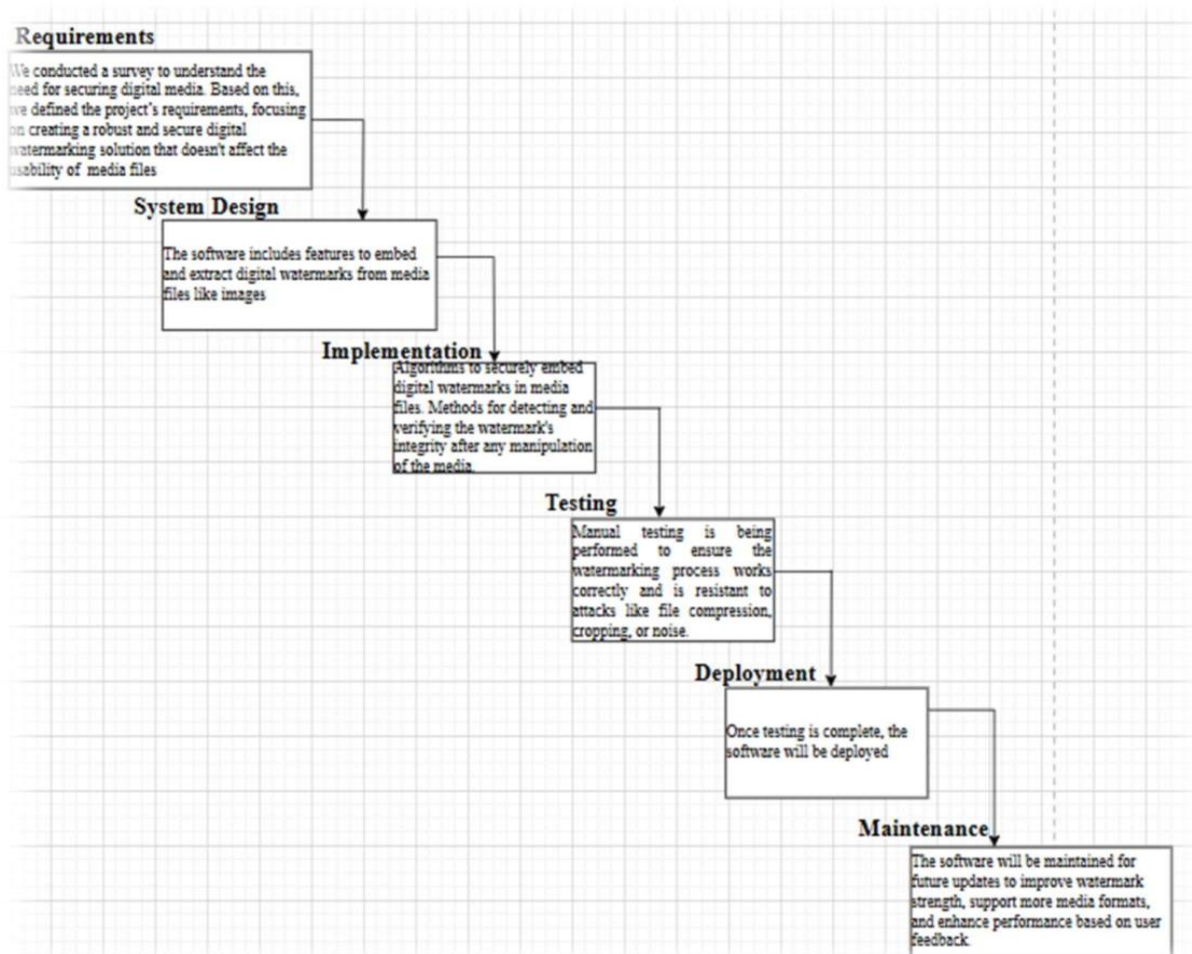 Requirements
We conducted a survey to understand the
need for securing digital media. Based on this,
we defined the project's requirements, focusing
on creating a robust and secure digital
watermarking solution that doesn't affect the
usability of media files
System Design
The software includes features to embed
and extract digital watermarks from media
files like images
Implementation
Algorithms to securely embed
digital watermarks in media
files. Methods for detecting and
verifying the watermark's
integrity after any manipulation
of the media.
Testing
Manual testing is being
performed to ensure the
watermarking process works
correctly and is resistant to
attacks like file compression,
cropping, or noise.
Deployment
Once testing is complete, the
software will be deployed
Maintenance
The software will be maintained for
future updates to improve watermark
strength, support more media formats,
and enhance performance based on user
feedback.